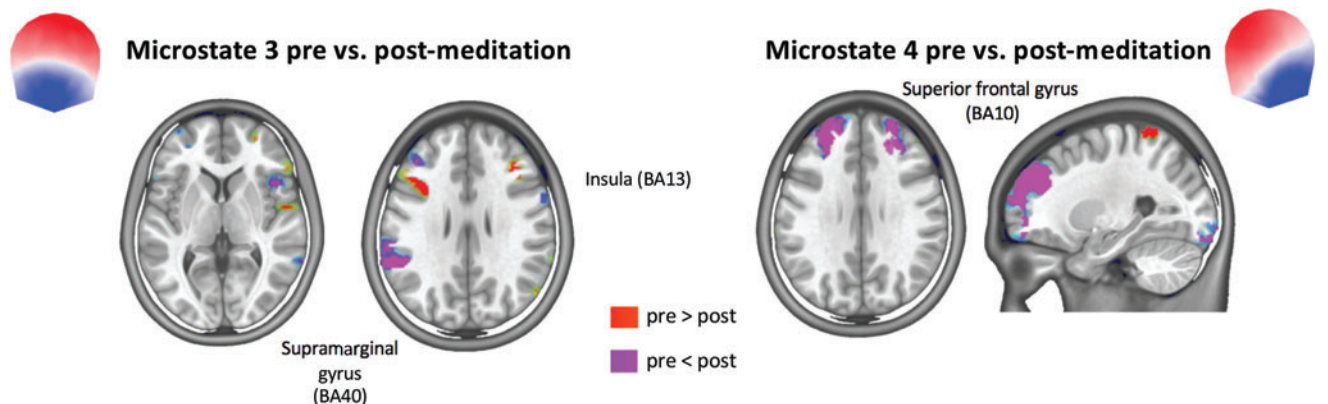 Microstate 3 pre vs. post-meditation
Supramarginal
gyrus
(BA40)
Insula (BA13)
pre > post
pre < post
Microstate 4 pre vs. post-meditation
Superior frontal gyrus
(BA10)